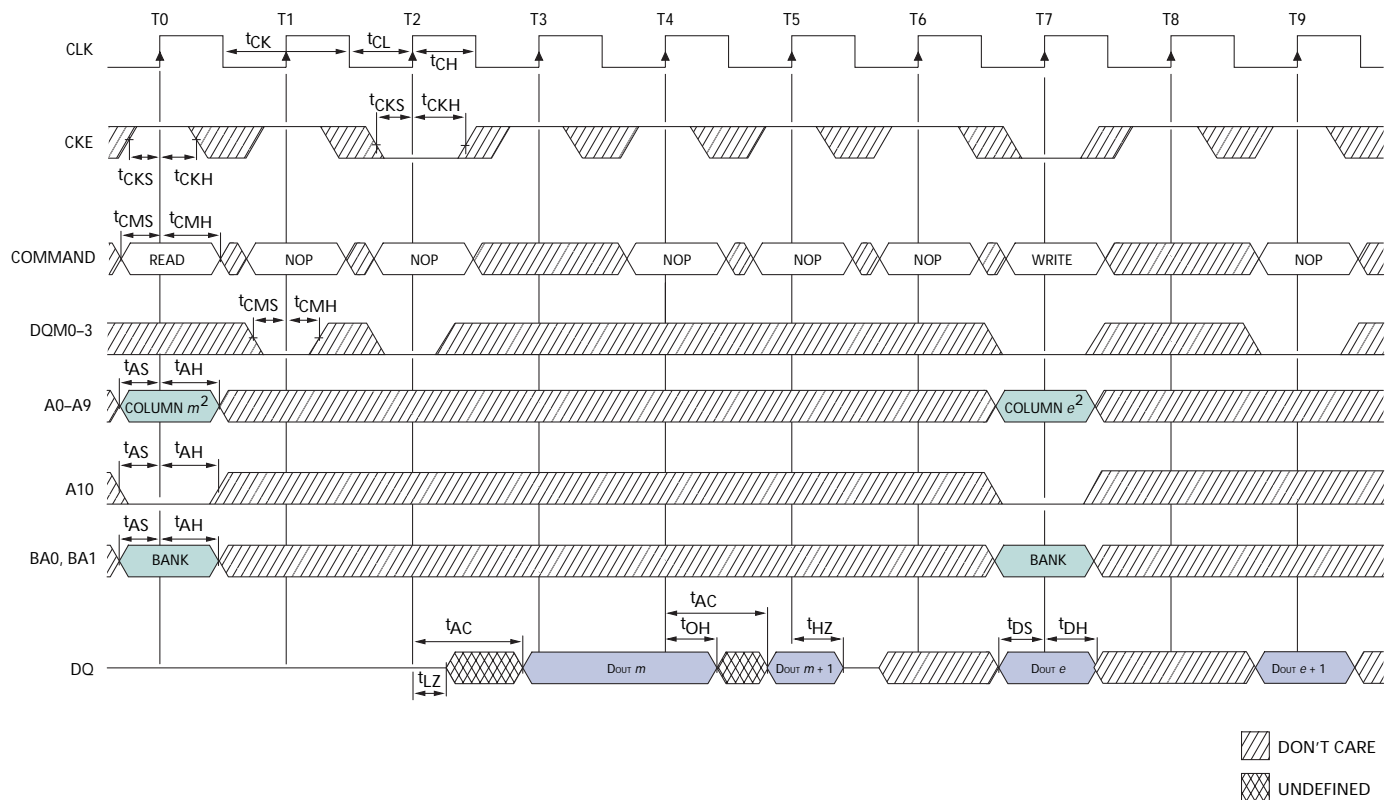 T0 T1 T2 T3 T4 T5 T6 T7 T8 T9
CLK
tCK tCL
tCH
tCKS tCKH
CKE
tCKS tCKH
tCMS tCMH
COMMAND READ NOP NOP NOP NOP NOP WRITE NOP
tCMS tCMH
DQM0–3
tAS tAH
A0–A9 COLUMN m² COLUMN e²
tAS tAH
A10
tAS tAH
BA0, BA1 BANK BANK
tAC
tAC tOH tHZ tDS tDH
DQ DOUT m DOUT m + 1 DOUT e DOUT e + 1
tLZ
DON'T CARE
UNDEFINED